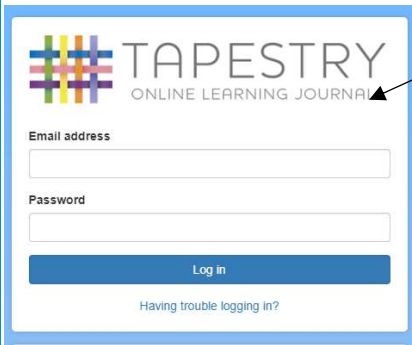 TAPESTRY
ONLINE LEARNING JOURNAL
Email address
Password
Log in
Having trouble logging in?